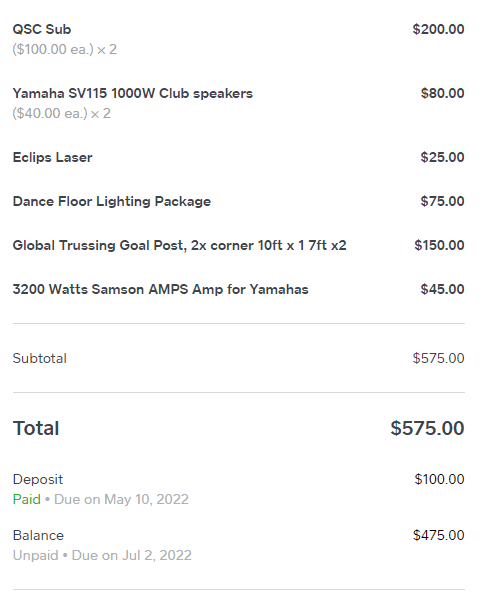 QSC Sub $200.00
($100.00 ea.) × 2
Yamaha SV115 1000W Club speakers $80.00
($40.00 ea.) × 2
Eclips Laser $25.00
Dance Floor Lighting Package $75.00
Global Trussing Goal Post, 2x corner 10ft x 1 7ft x2 $150.00
3200 Watts Samson AMPS Amp for Yamahas $45.00
Subtotal $575.00
Total $575.00
Deposit $100.00
Paid • Due on May 10, 2022
Balance $475.00
Unpaid • Due on Jul 2, 2022